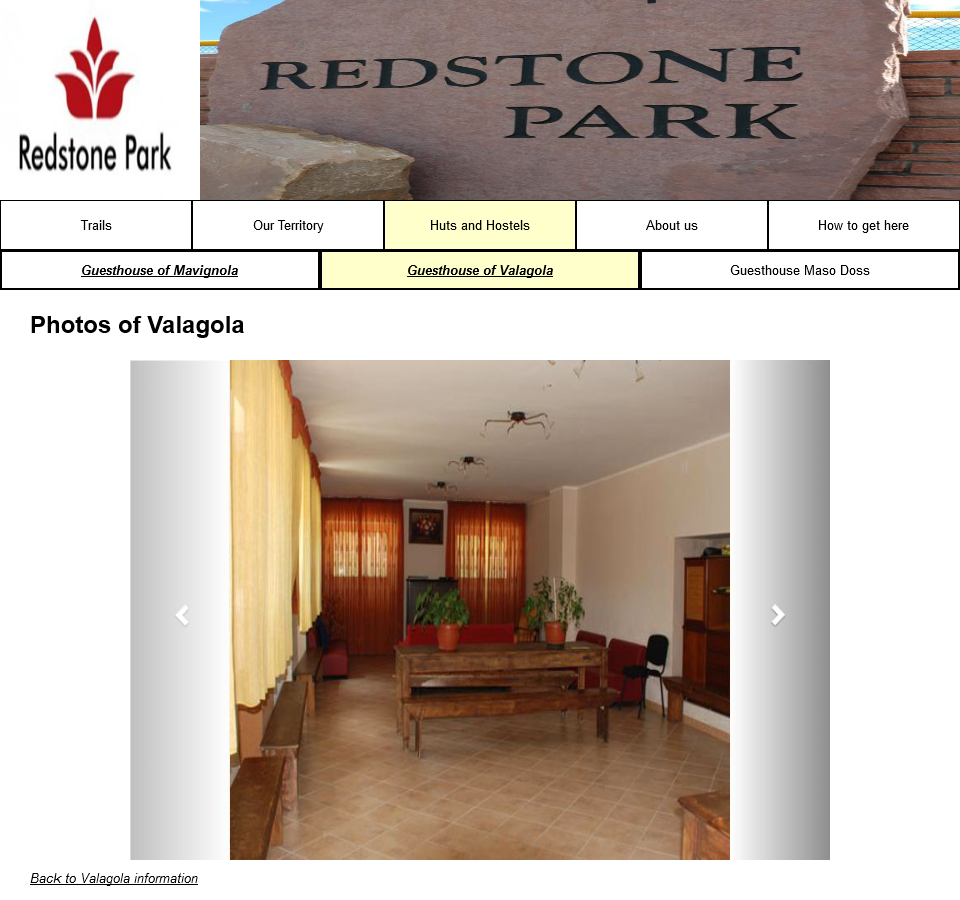 REDSTONE
PARK
Redstone Park
Trails
Our Territory
Huts and Hostels
About us
How to get here
Guesthouse of Mavignola
Guesthouse of Valagola
Guesthouse Maso Doss
Photos of Valagola
Back to Valagola information